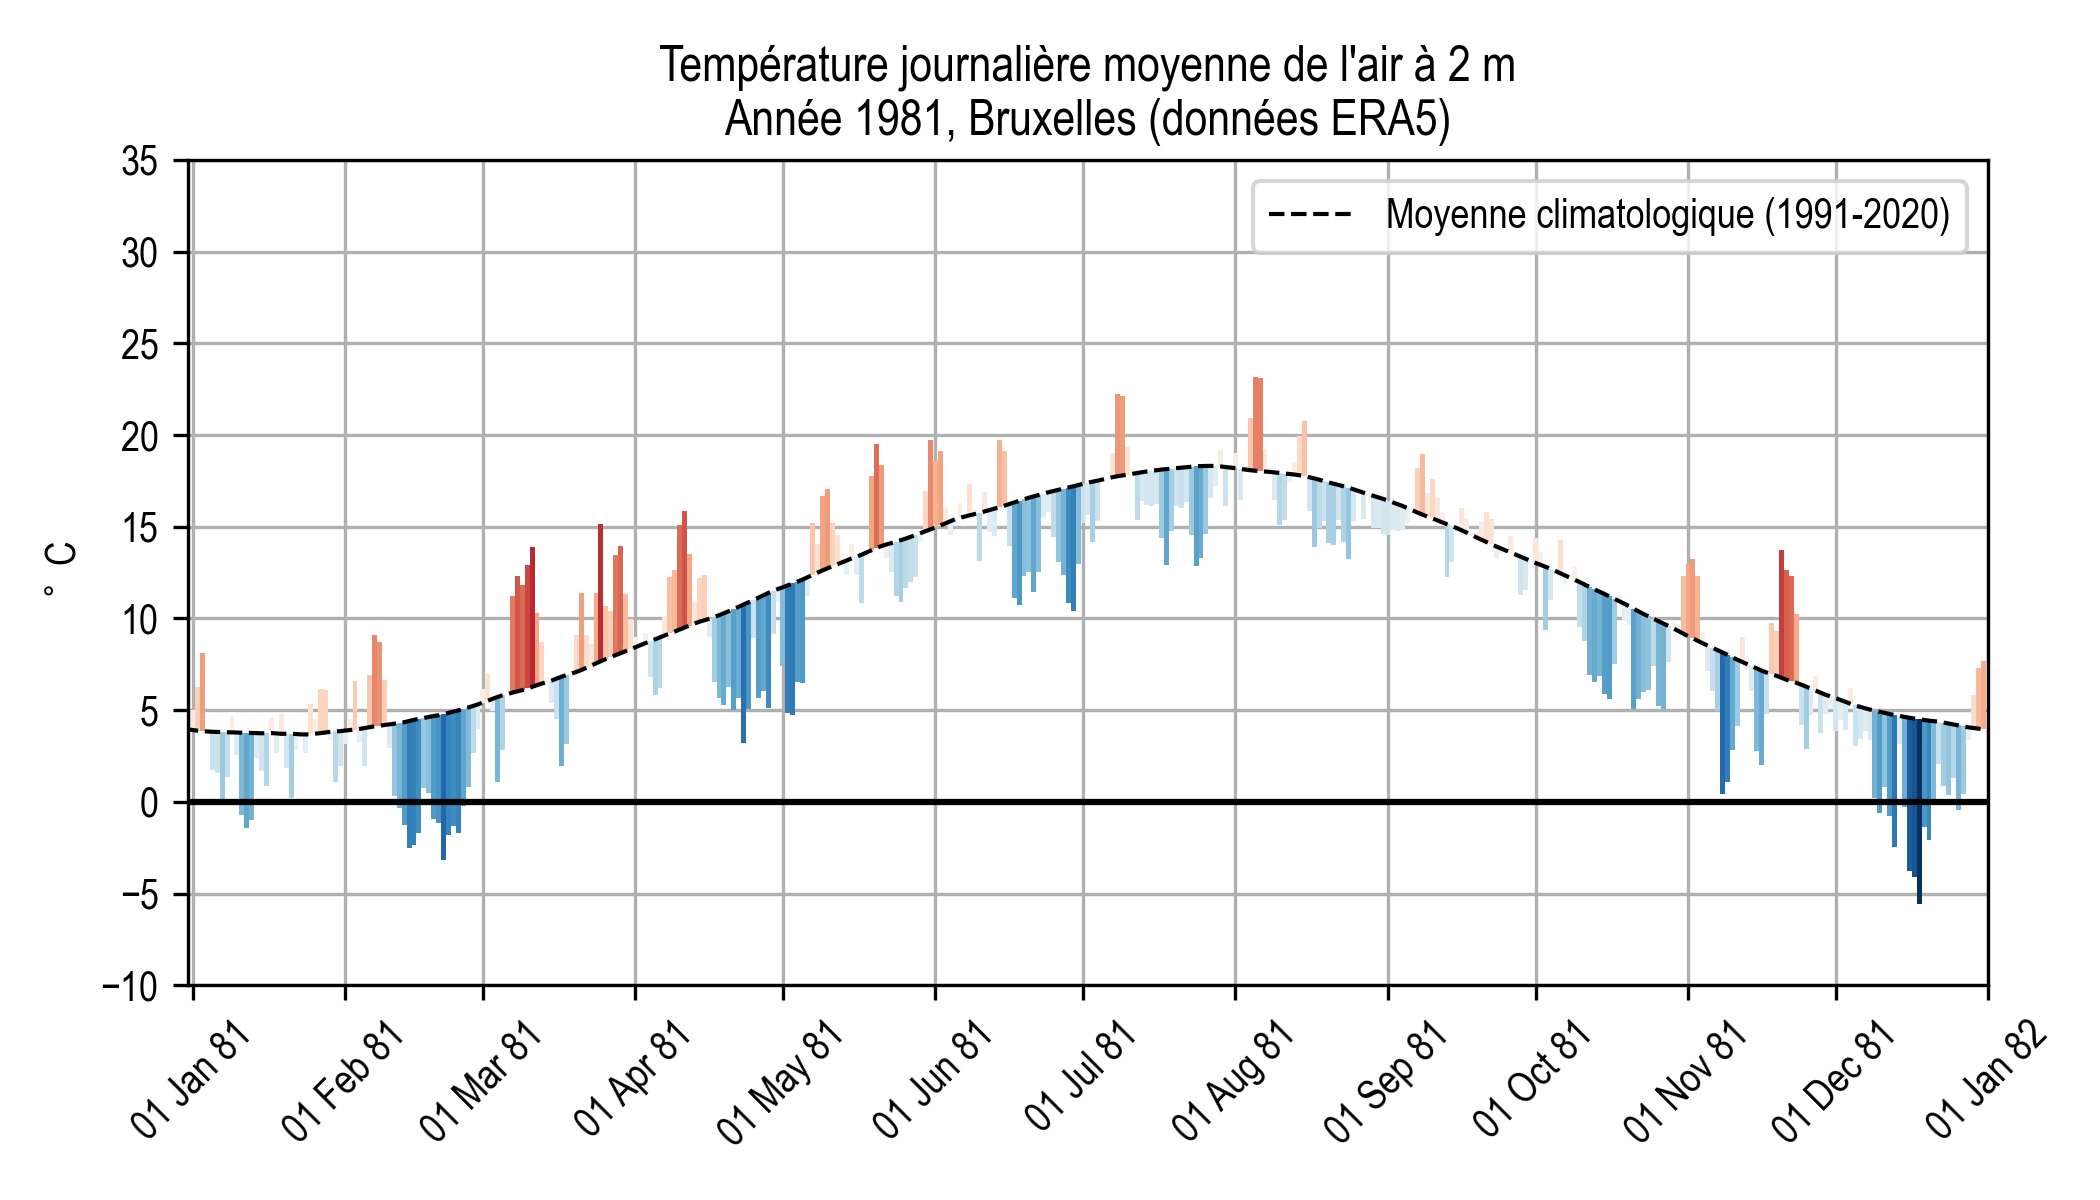 Température journalière moyenne de l'air à 2 m
Année 1981, Bruxelles (données ERA5)
Moyenne climatologique (1991-2020)
° C
35
30
25
20
15
10
5
0
−5
−10
01 Jan 81
01 Feb 81
01 Mar 81
01 Apr 81
01 May 81
01 Jun 81
01 Jul 81
01 Aug 81
01 Sep 81
01 Oct 81
01 Nov 81
01 Dec 81
01 Jan 82